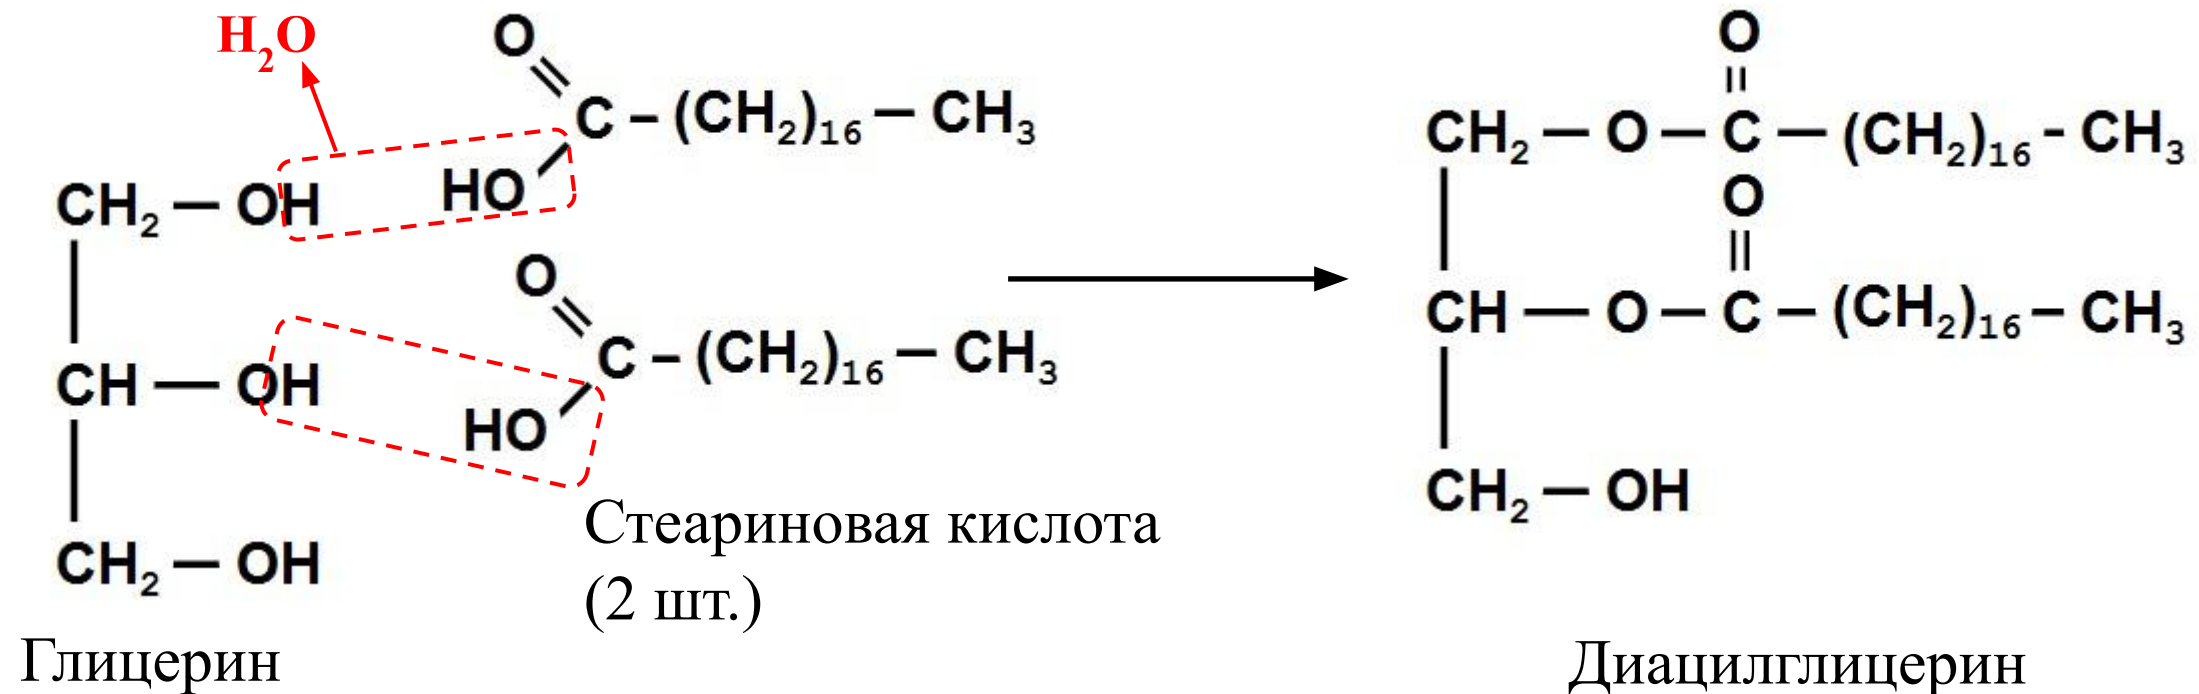 H₂O
O
C – (CH₂)₁₆ – CH₃
HO
CH₂ – OH
O
C – (CH₂)₁₆ – CH₃
HO
CH – OH
CH₂ – OH
Стеариновая кислота
(2 шт.)
Глицерин
O
CH₂ – O – C – (CH₂)₁₆ - CH₃
O
CH – O – C – (CH₂)₁₆ – CH₃
CH₂ – OH
Диацилглицерин